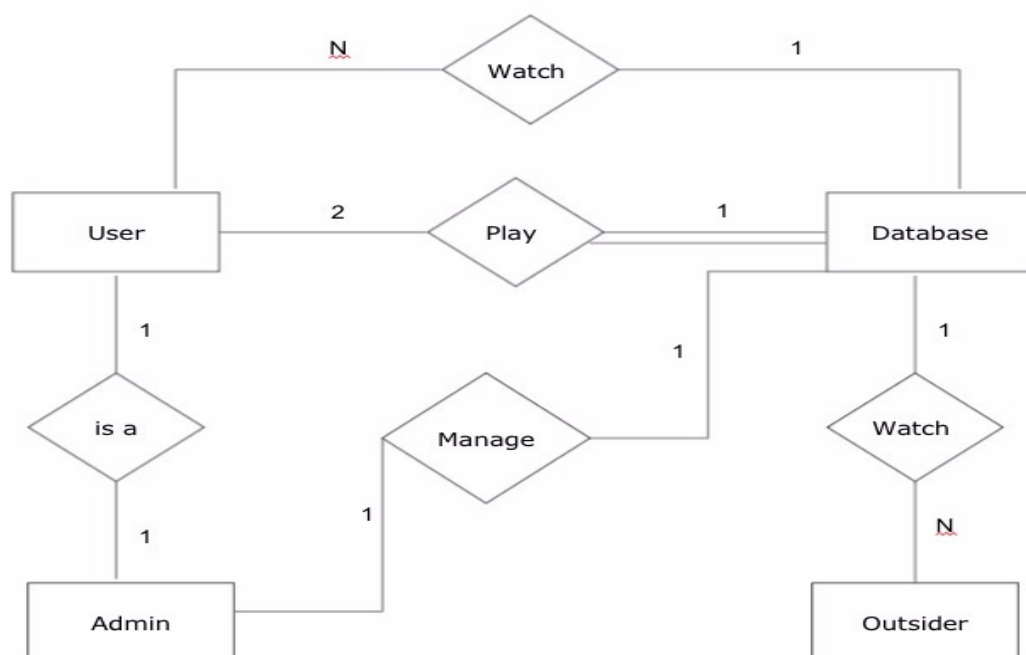 N
1
Watch
User
2
Play
1
Database
1
1
1
is a
Manage
Watch
1
1
N
Admin
Outsider